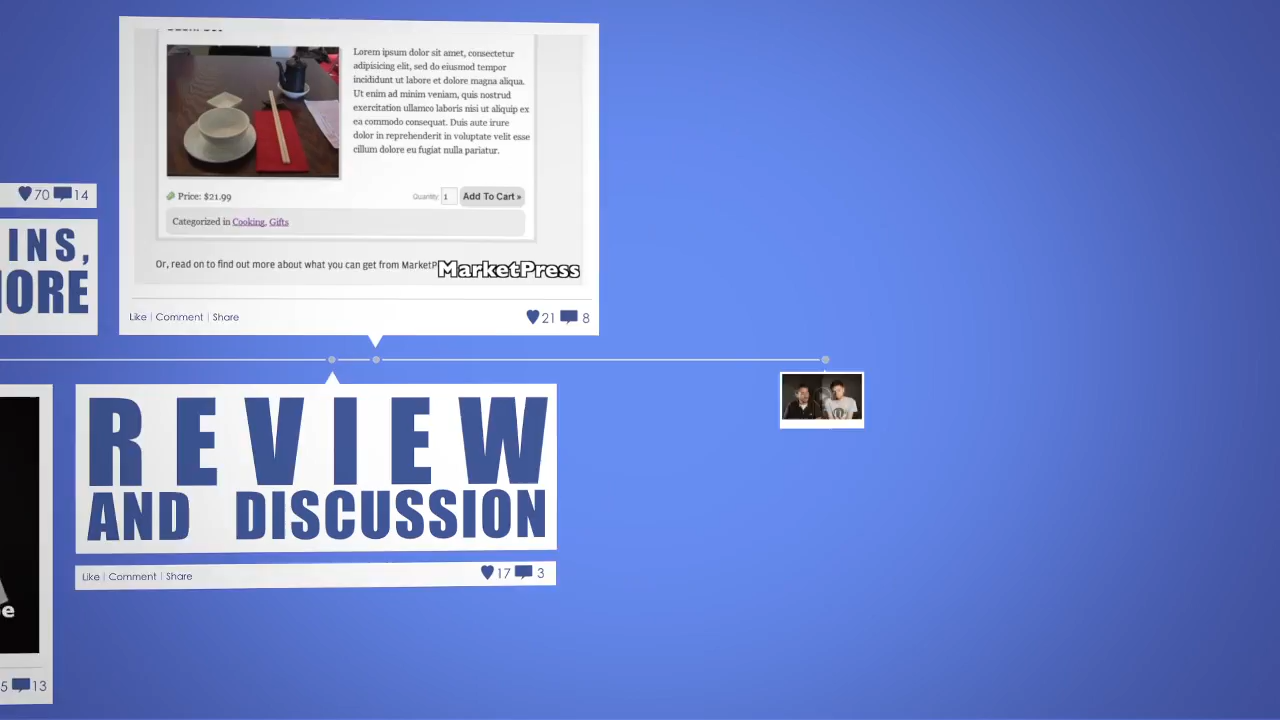 Lorem ipsum dolor sit amet, consectetur
adipisicing elit, sed do eiusmod tempor
incididunt ut labore et dolore magna aliqua.
Ut enim ad minim veniam, quis nostrud
exercitation ullamco laboris nisi ut aliquip ex
ea commodo consequat. Duis aute irure
dolor in reprehenderit in voluptate velit esse
cillum dolore eu fugiat nulla pariatur.
Price: $21.99
Quantity: 1 Add To Cart »
Categorized in Cooking, Gifts
Or, read on to find out more about what you can get from MarketP
MarketPress
Like | Comment | Share
21 8
70 14
INS,
MORE
REVIEW
AND DISCUSSION
Like | Comment | Share
17 3
e
5 13